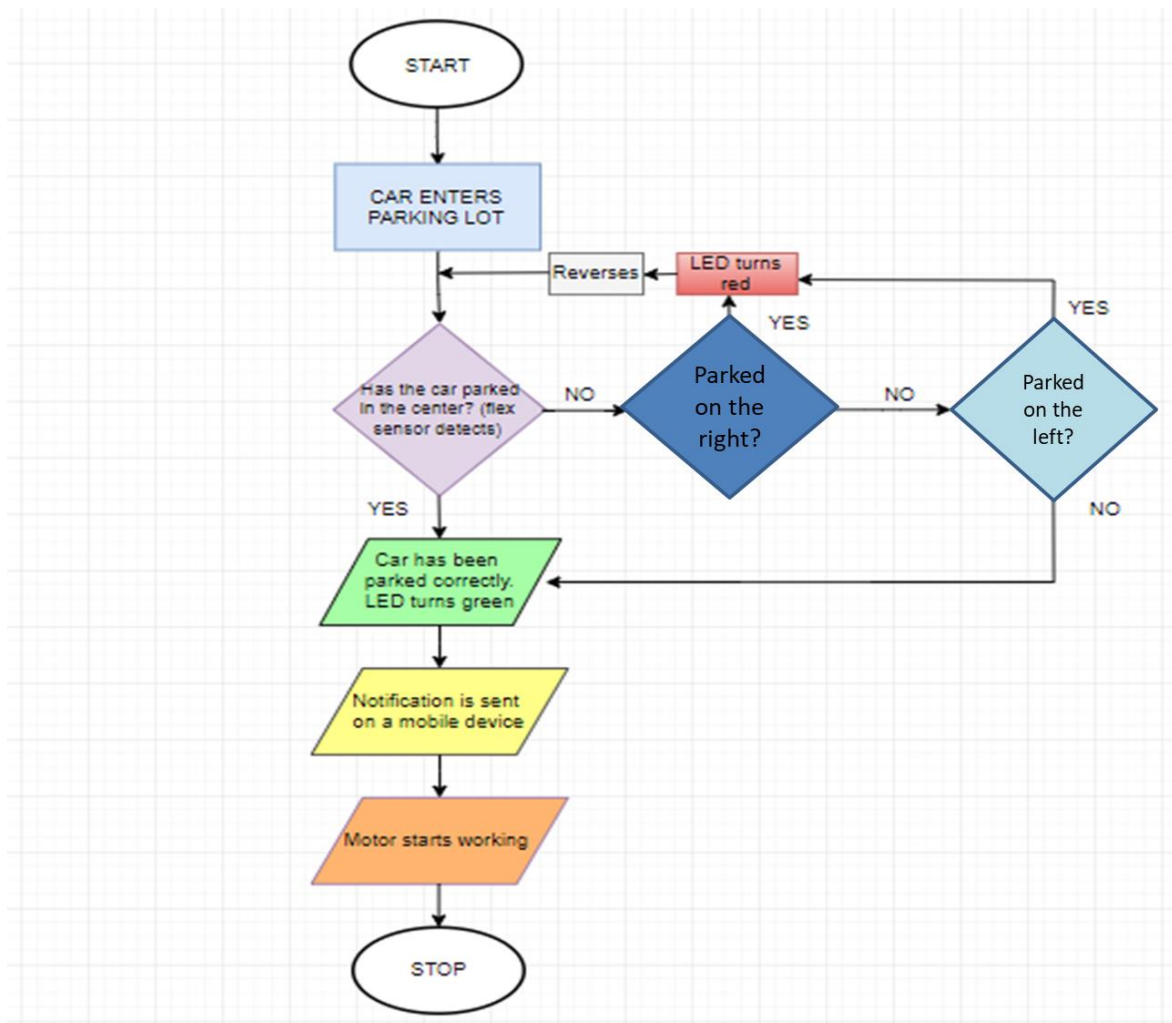 START
CAR ENTERS
PARKING LOT
Reverses
LED turns
red
YES
YES
Has the car parked
in the center? (flex
sensor detects)
NO
Parked
on the
right?
NO
Parked
on the
left?
YES
NO
Car has been
parked correctly.
LED turns green
Notification is sent
on a mobile device
Motor starts working
STOP